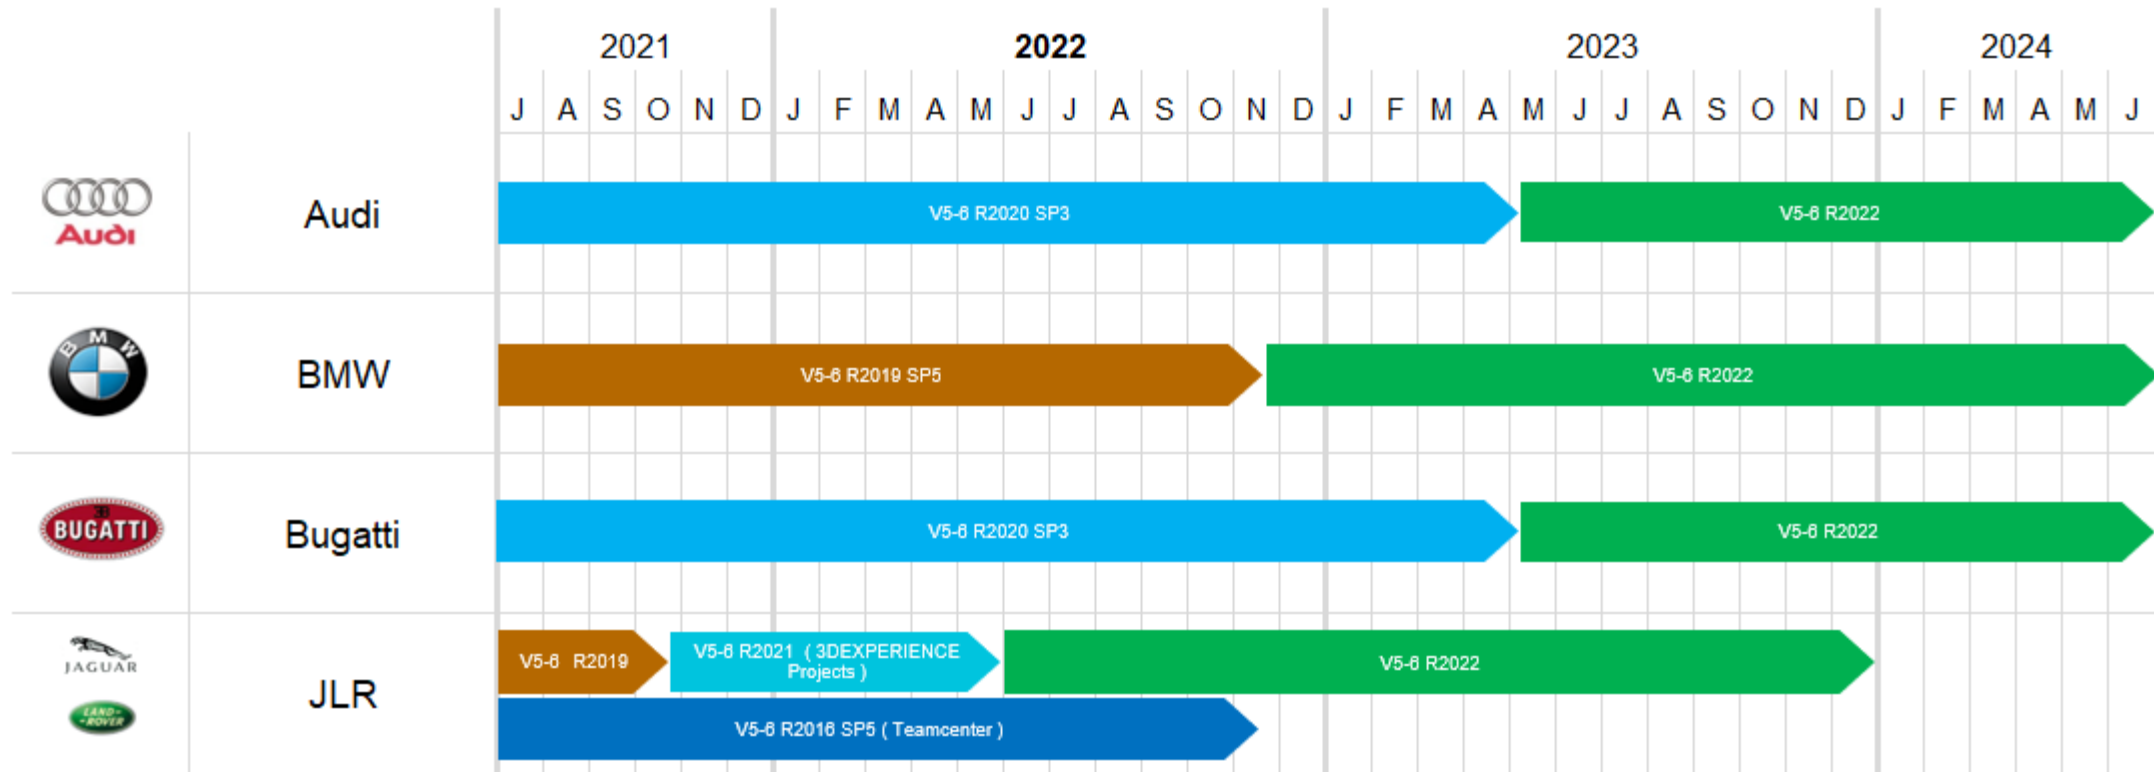 2021 2022 2023 2024
J A S O N D J F M A M J J A S O N D J F M A M J J A S O N D J F M A M J
Audi
Audi
V5-6 R2020 SP3
V5-6 R2022
BMW
BMW
V5-6 R2019 SP5
V5-6 R2022
BUGATTI
Bugatti
V5-6 R2020 SP3
V5-6 R2022
JAGUAR
LAND-
-ROVER
JLR
V5-6 R2019
V5-6 R2021 ( 3DEXPERIENCE
Projects )
V5-6 R2022
V5-6 R2016 SP5 ( Teamcenter )